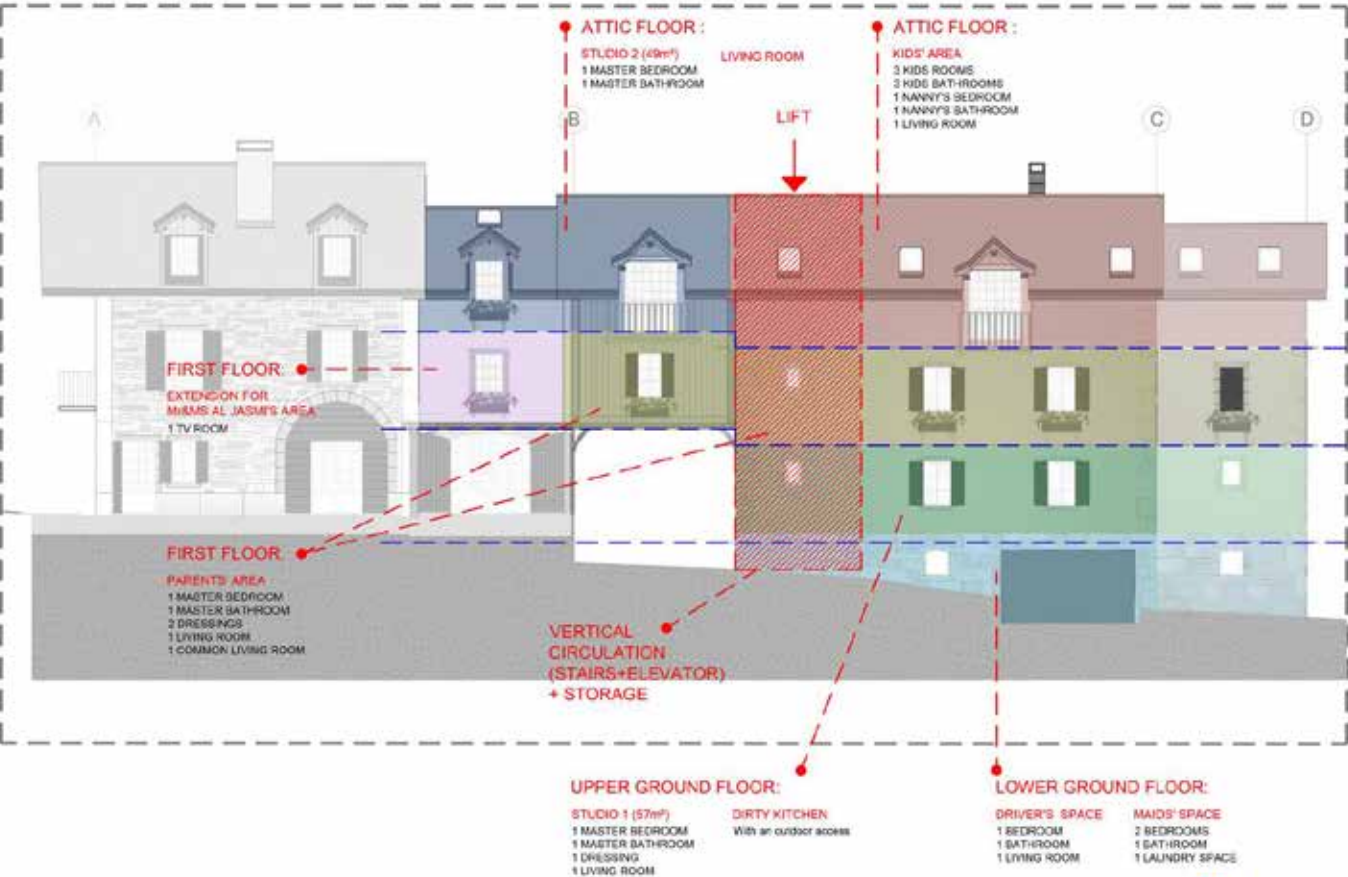 ATTIC FLOOR :
STUDIO 2 (49m²)
1 MASTER BEDROOM
1 MASTER BATHROOM
LIVING ROOM
ATTIC FLOOR :
KIDS' AREA
3 KIDS ROOMS
3 KIDS BATHROOMS
1 NANNY'S BEDROOM
1 NANNY'S BATHROOM
1 LIVING ROOM
LIFT
A
B
C
D
FIRST FLOOR:
EXTENSION FOR
Mr&MS AL JASMI'S AREA
1 TV ROOM
FIRST FLOOR:
PARENTS' AREA
1 MASTER BEDROOM
1 MASTER BATHROOM
2 DRESSINGS
1 LIVING ROOM
1 COMMON LIVING ROOM
VERTICAL
CIRCULATION
(STAIRS+ELEVATOR)
+ STORAGE
UPPER GROUND FLOOR:
STUDIO 1 (57m²)
1 MASTER BEDROOM
1 MASTER BATHROOM
1 DRESSING
1 LIVING ROOM
DIRTY KITCHEN
With an outdoor access
LOWER GROUND FLOOR:
DRIVER'S SPACE
1 BEDROOM
1 BATHROOM
1 LIVING ROOM
MAIDS' SPACE
2 BEDROOMS
1 BATHROOM
1 LAUNDRY SPACE